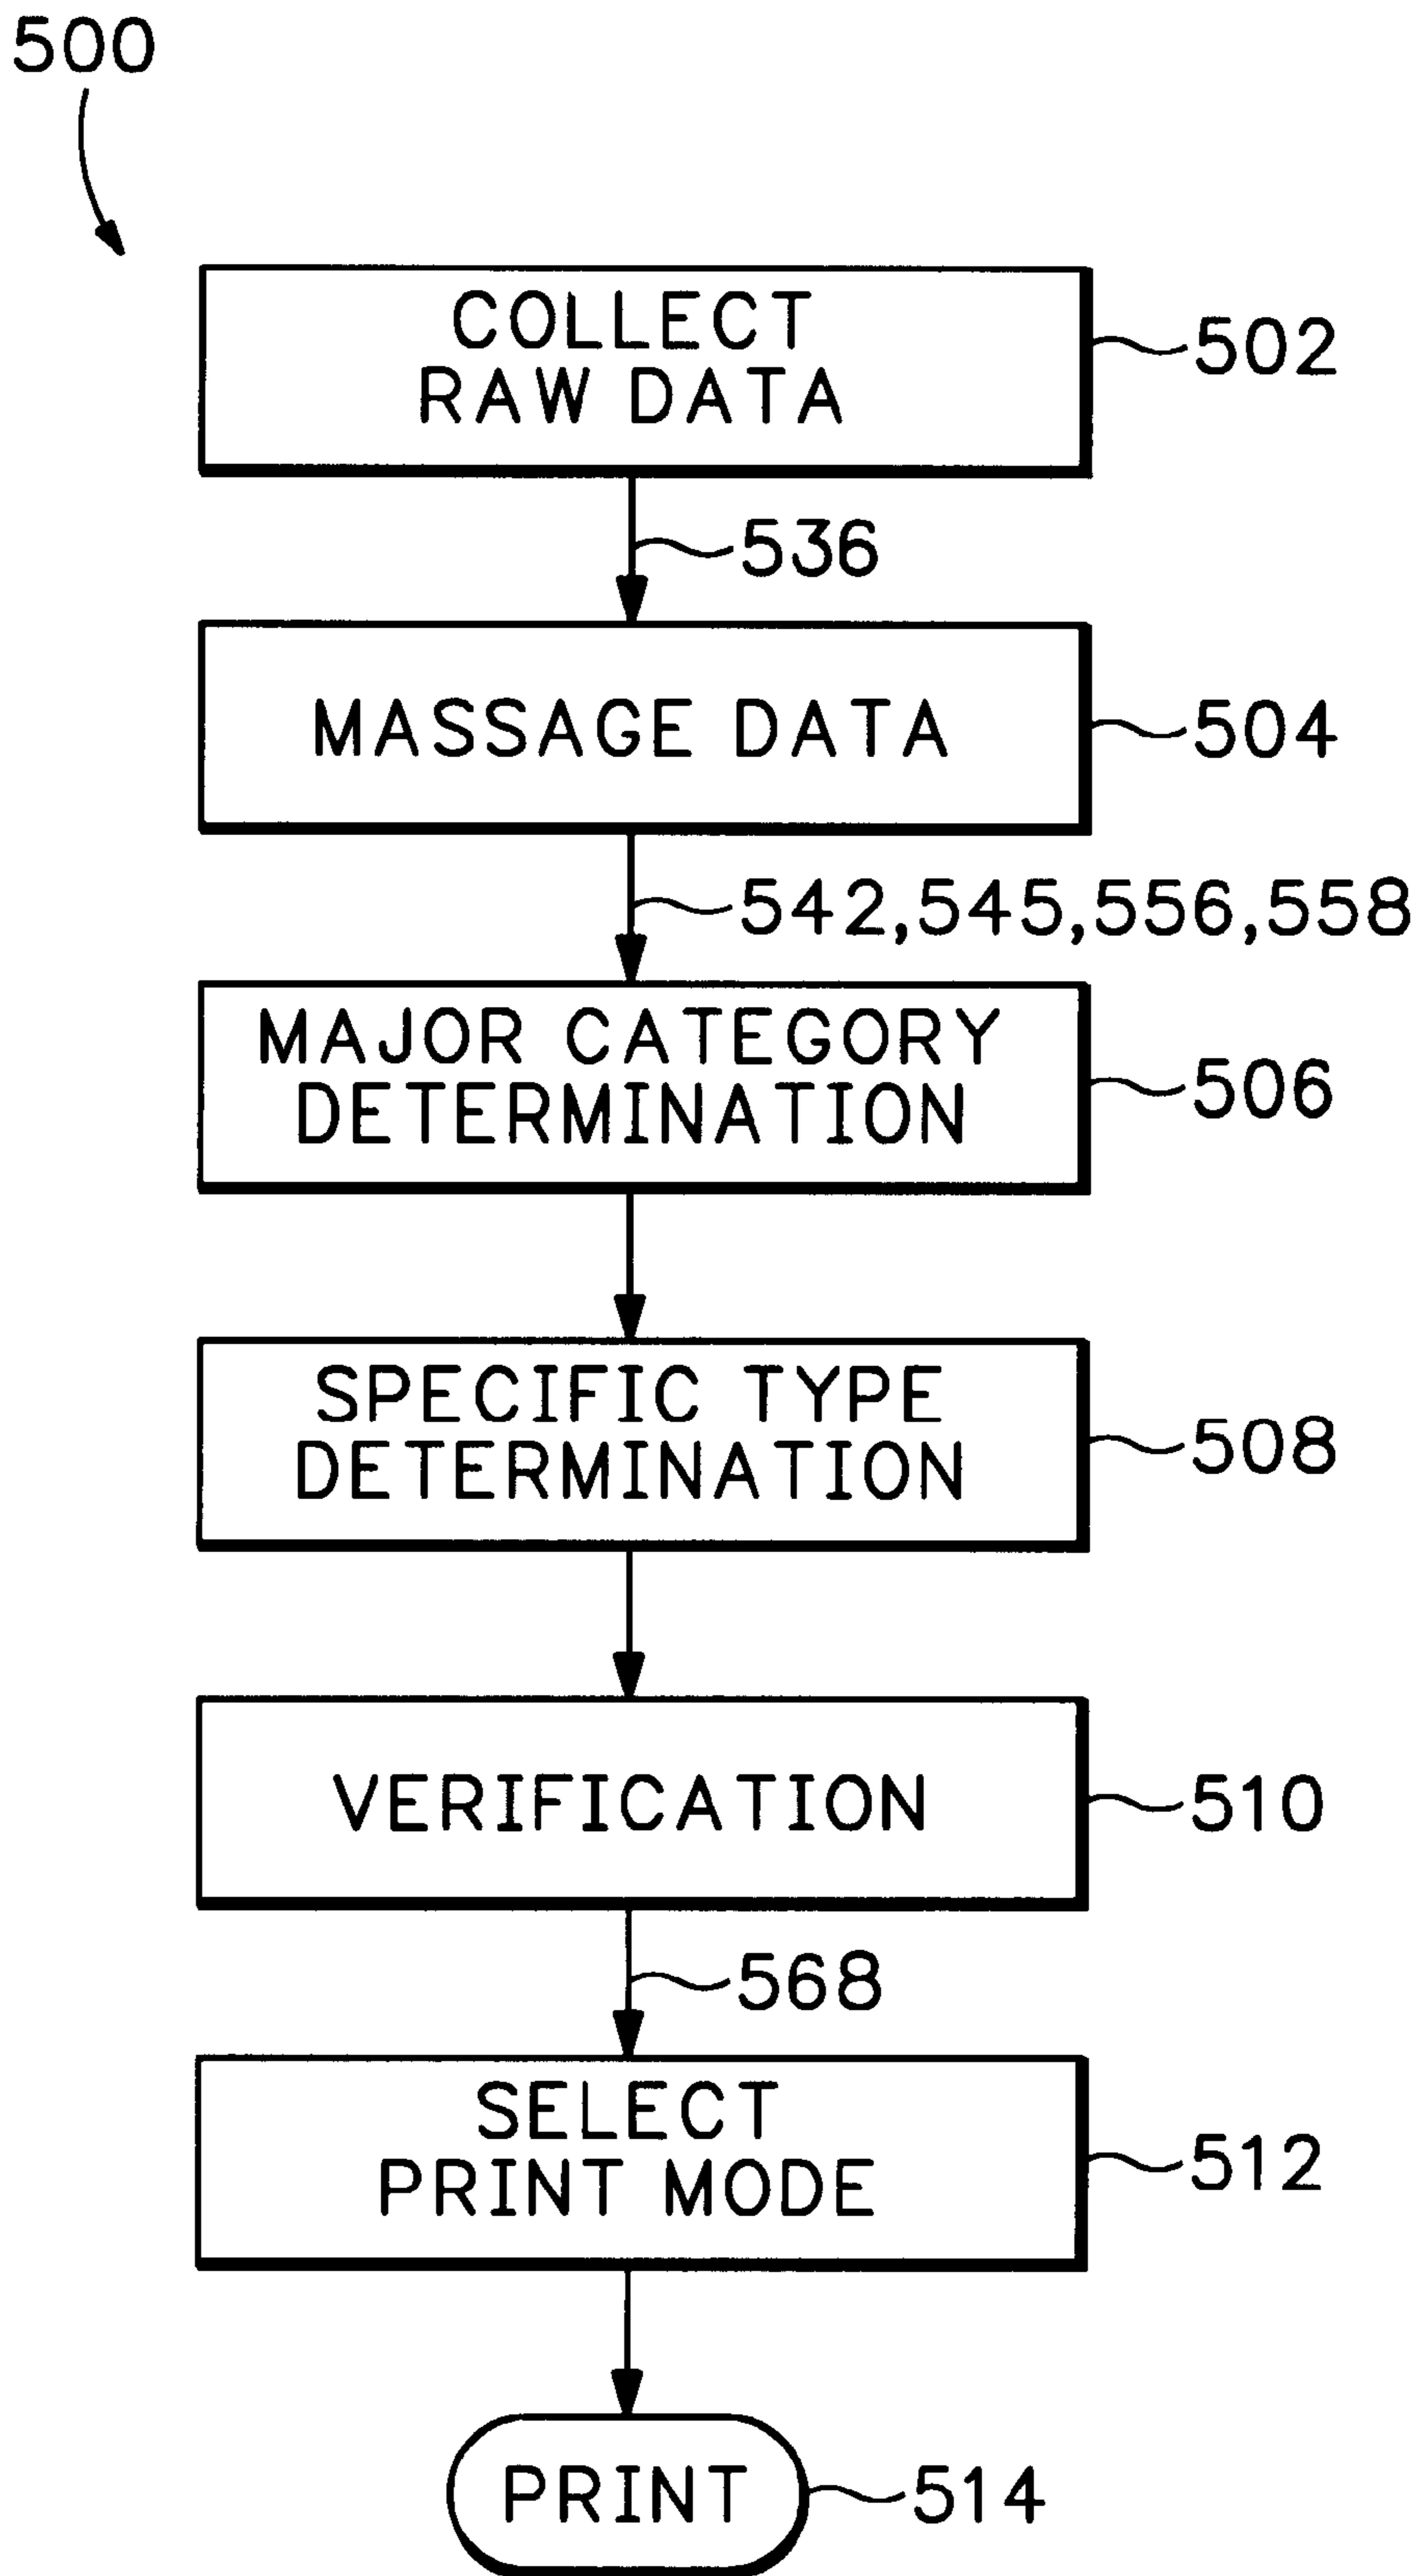 500
COLLECT
RAW DATA
502
536
MASSAGE DATA
504
542,545,556,558
MAJOR CATEGORY
DETERMINATION
506
SPECIFIC TYPE
DETERMINATION
508
VERIFICATION
510
568
SELECT
PRINT MODE
512
PRINT
514